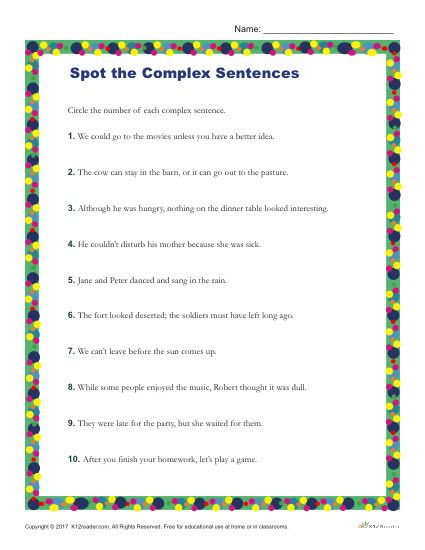 Name: ____________________
Spot the Complex Sentences
Circle the number of each complex sentence.
1. We could go to the movies unless you have a better idea.
2. The cow can stay in the barn, or it can go out to the pasture.
3. Although he was hungry, nothing on the dinner table looked interesting.
4. He couldn't disturb his mother because she was sick.
5. Jane and Peter danced and sang in the rain.
6. The fort looked deserted; the soldiers must have left long ago.
7. We can't leave before the sun comes up.
8. While some people enjoyed the music, Robert thought it was dull.
9. They were late for the party, but she waited for them.
10. After you finish your homework, let's play a game.
Copyright © 2017 K12reader.com. All Rights Reserved. Free for educational use at home or in classrooms.
K12Reader